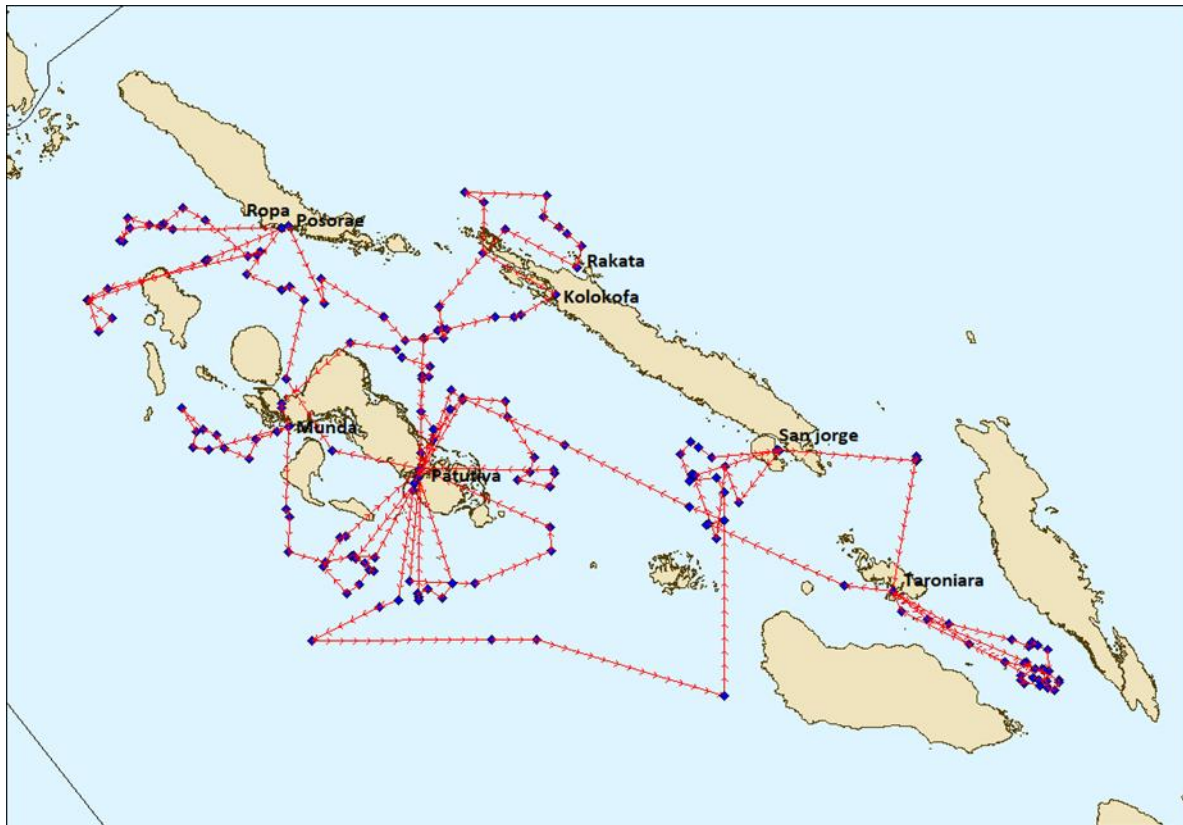 Ropa
Posorae
Rakata
Kolokofa
Munda
San jorge
Patutiva
Taroniara